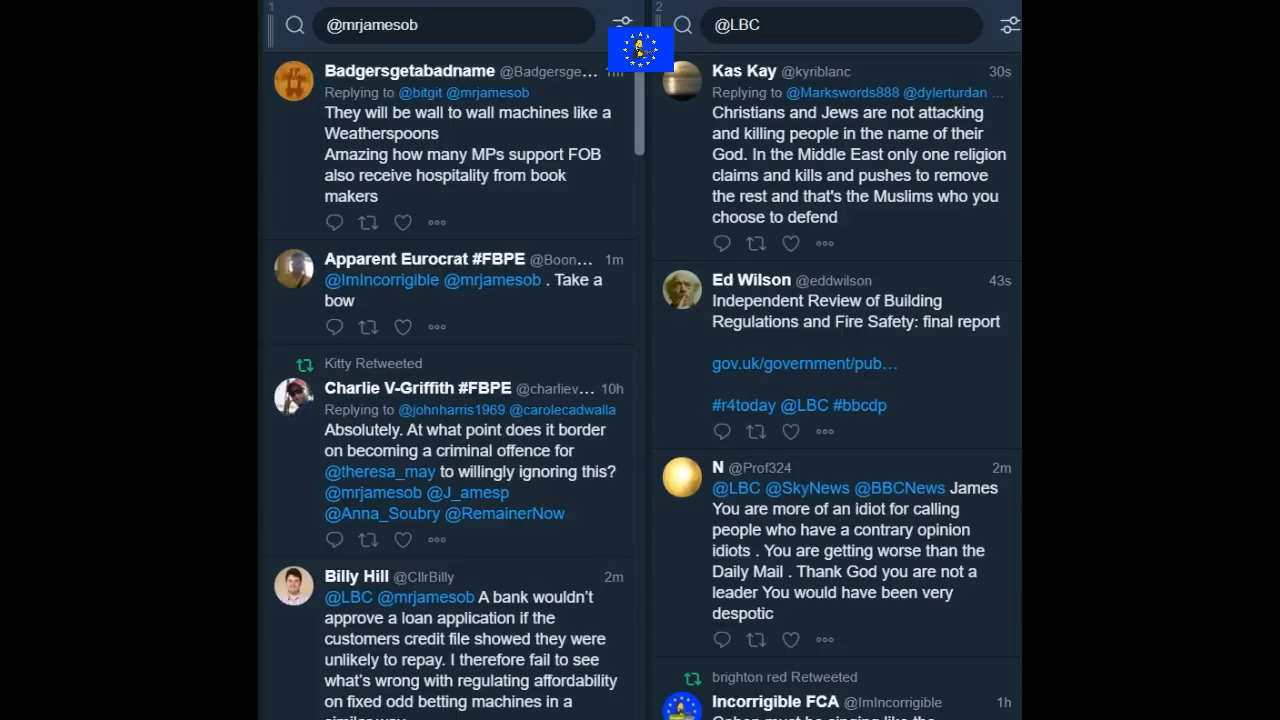 1
@mrjamesob
Badgersgetabadname @Badgersge… 1m
Replying to @bitgit @mrjamesob
They will be wall to wall machines like a
Weatherspoons
Amazing how many MPs support FOB
also receive hospitality from book
makers
Apparent Eurocrat #FBPE @Boon… 1m
@ImIncorrigible @mrjamesob . Take a
bow
Kitty Retweeted
Charlie V-Griffith #FBPE @charliev… 10h
Replying to @johnharris1969 @carolecadwalla
Absolutely. At what point does it border
on becoming a criminal offence for
@theresa_may to willingly ignoring this?
@mrjamesob @J_amesp
@Anna_Soubry @RemainerNow
Billy Hill @CllrBilly 2m
@LBC @mrjamesob A bank wouldn't
approve a loan application if the
customers credit file showed they were
unlikely to repay. I therefore fail to see
what's wrong with regulating affordability
on fixed odd betting machines in a
2
@LBC
Kas Kay @kyriblanc 30s
Replying to @Markswords888 @dylerturdan …
Christians and Jews are not attacking
and killing people in the name of their
God. In the Middle East only one religion
claims and kills and pushes to remove
the rest and that's the Muslims who you
choose to defend
Ed Wilson @eddwilson 43s
Independent Review of Building
Regulations and Fire Safety: final report
gov.uk/government/pub…
#r4today @LBC #bbcdp
N @Prof324 2m
@LBC @SkyNews @BBCNews James
You are more of an idiot for calling
people who have a contrary opinion
idiots . You are getting worse than the
Daily Mail . Thank God you are not a
leader You would have been very
despotic
brighton red Retweeted
Incorrigible FCA @ImIncorrigible 1h